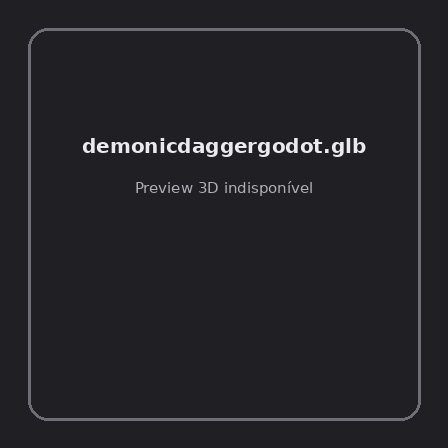 demonicdaggergodot.glb
Preview 3D indisponível